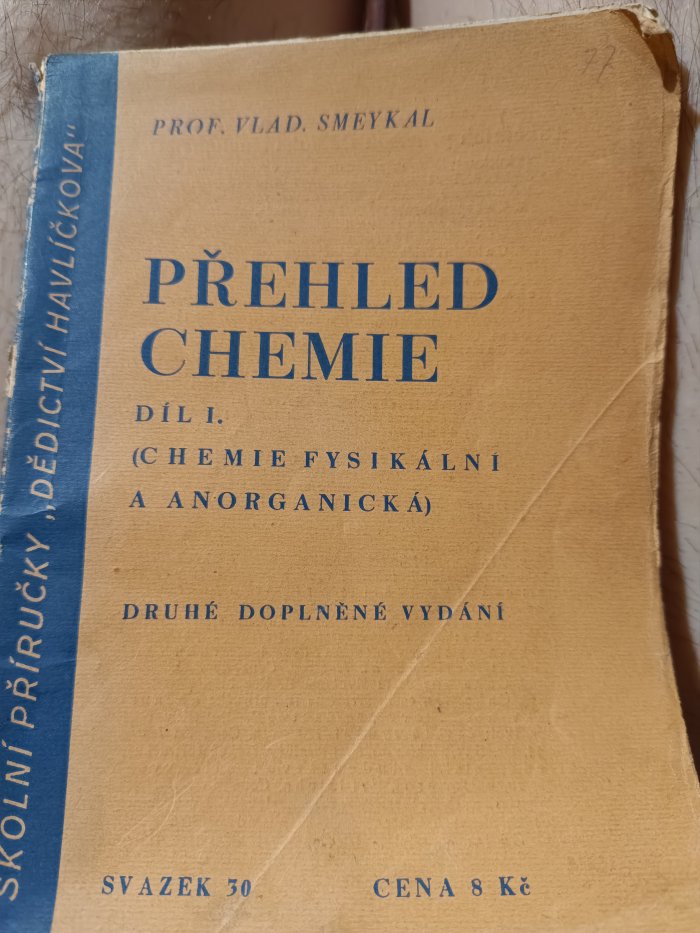 77
PROF. VLAD. SMEYKAL
PŘEHLED
CHEMIE
DÍL I.
(CHEMIE FYSIKÁLNÍ
A ANORGANICKÁ)
DRUHÉ DOPLNĚNÉ VYDÁNÍ
SVAZEK 30 CENA 8 Kč
ŠKOLNÍ PŘÍRUČKY „DĚDICTVÍ HAVLÍČKOVA“